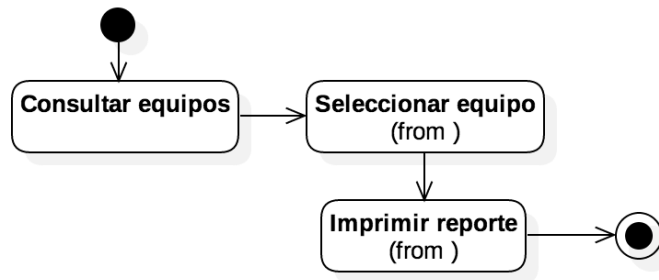 Consultar equipos
Seleccionar equipo
(from )
Imprimir reporte
(from )